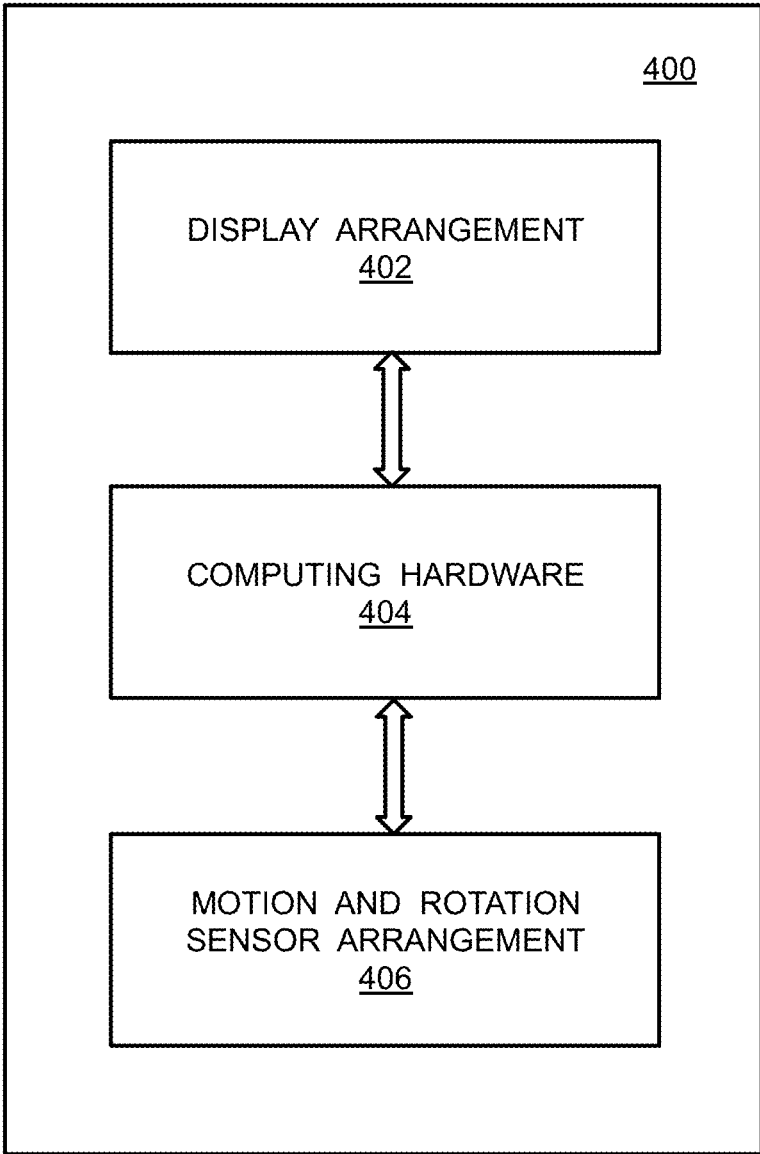 400
DISPLAY ARRANGEMENT
402
COMPUTING HARDWARE
404
MOTION AND ROTATION
SENSOR ARRANGEMENT
406